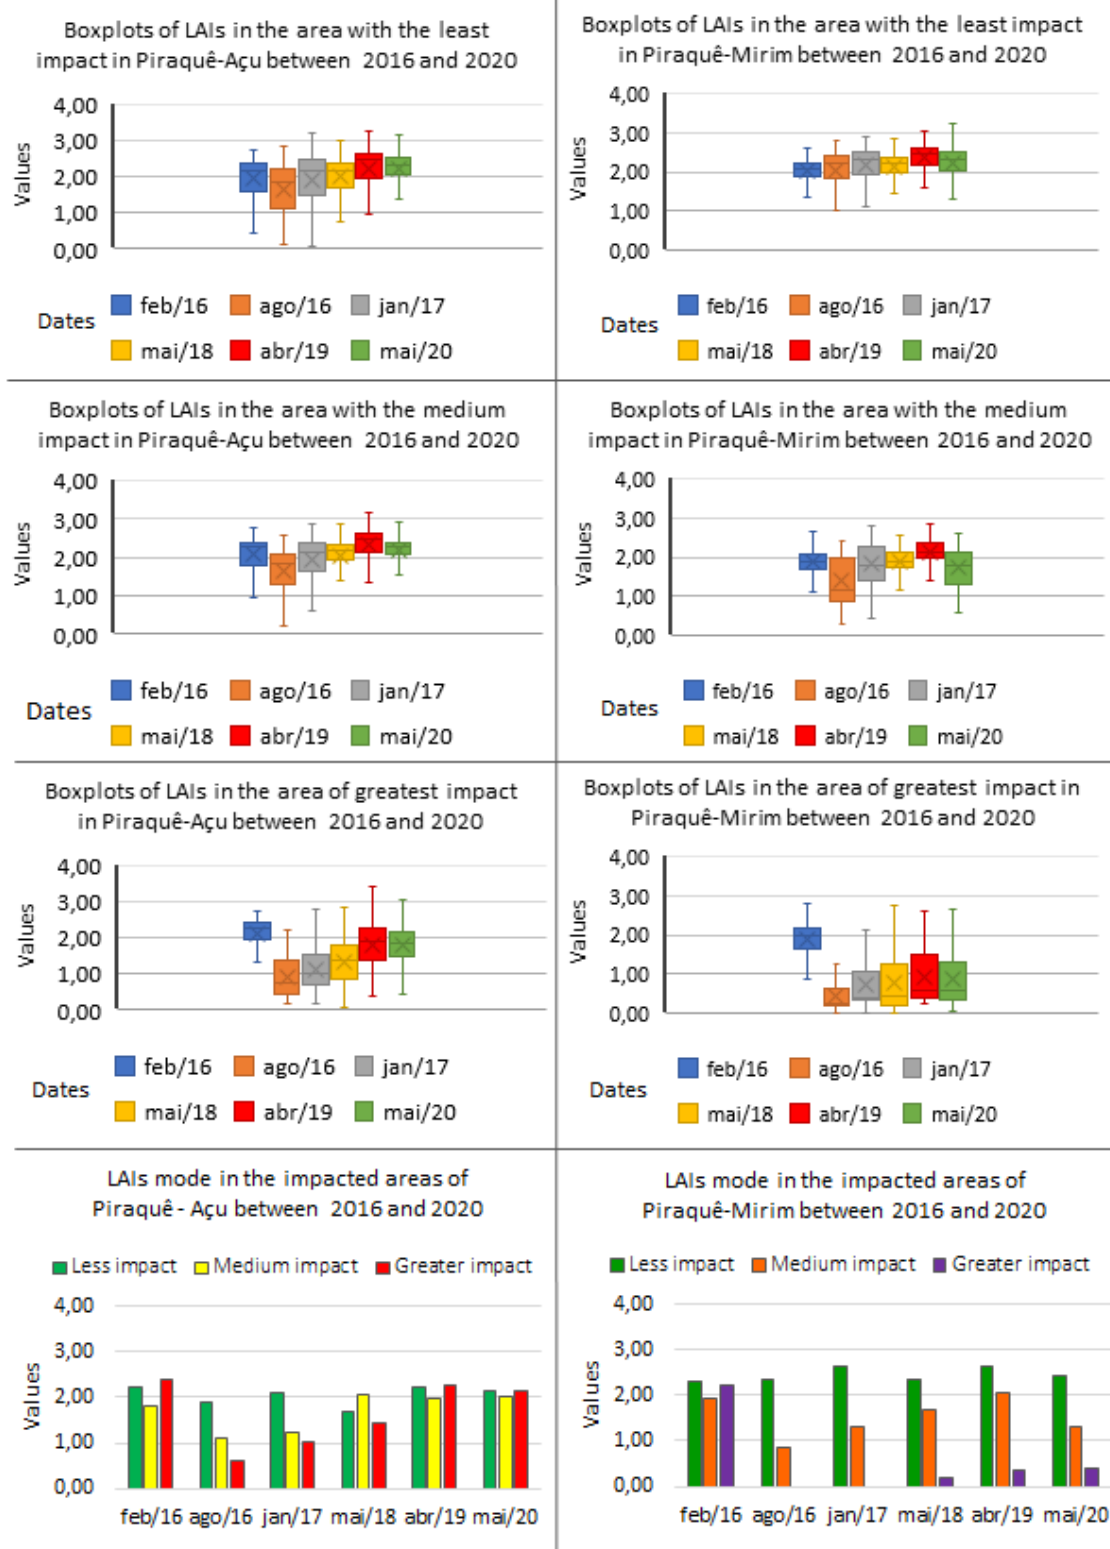 Boxplots of LAIs in the area with the least
impact in Piraquê-Açu between 2016 and 2020
4,00
3,00
2,00
1,00
0,00
Values
Dates
feb/16 ago/16 jan/17
mai/18 abr/19 mai/20
Boxplots of LAIs in the area with the least impact
in Piraquê-Mirim between 2016 and 2020
4,00
3,00
2,00
1,00
0,00
Values
Dates
feb/16 ago/16 jan/17
mai/18 abr/19 mai/20
Boxplots of LAIs in the area with the medium
impact in Piraquê-Açu between 2016 and 2020
4,00
3,00
2,00
1,00
0,00
Values
Dates
feb/16 ago/16 jan/17
mai/18 abr/19 mai/20
Boxplots of LAIs in the area with the medium
impact in Piraquê-Mirim between 2016 and 2020
4,00
3,00
2,00
1,00
0,00
Values
Dates
feb/16 ago/16 jan/17
mai/18 abr/19 mai/20
Boxplots of LAIs in the area of greatest impact
in Piraquê-Açu between 2016 and 2020
4,00
3,00
2,00
1,00
0,00
Values
Dates
feb/16 ago/16 jan/17
mai/18 abr/19 mai/20
Boxplots of LAIs in the area of greatest impact in
Piraquê-Mirim between 2016 and 2020
4,00
3,00
2,00
1,00
0,00
Values
Dates
feb/16 ago/16 jan/17
mai/18 abr/19 mai/20
LAIs mode in the impacted areas of
Piraquê - Açu between 2016 and 2020
Less impact Medium impact Greater impact
4,00
3,00
2,00
1,00
0,00
Values
feb/16 ago/16 jan/17 mai/18 abr/19 mai/20
LAIs mode in the impacted areas of
Piraquê-Mirim between 2016 and 2020
Less impact Medium impact Greater impact
4,00
3,00
2,00
1,00
0,00
Values
feb/16 ago/16 jan/17 mai/18 abr/19 mai/20